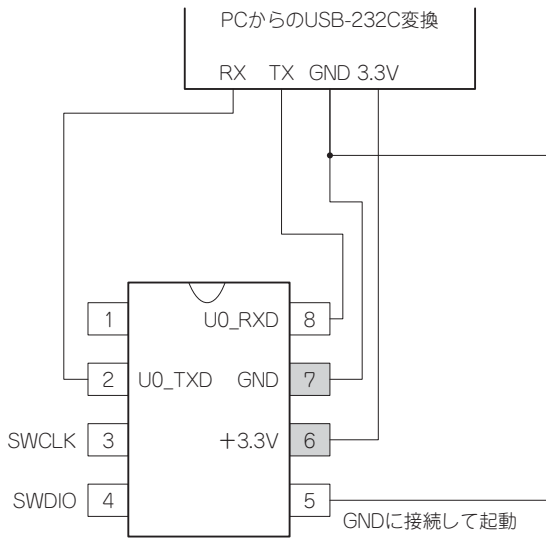 PCからのUSB-232C変換
RX TX GND 3.3V
1 U0_RXD 8
2 U0_TXD GND 7
SWCLK 3 +3.3V 6
SWDIO 4 5
GNDに接続して起動